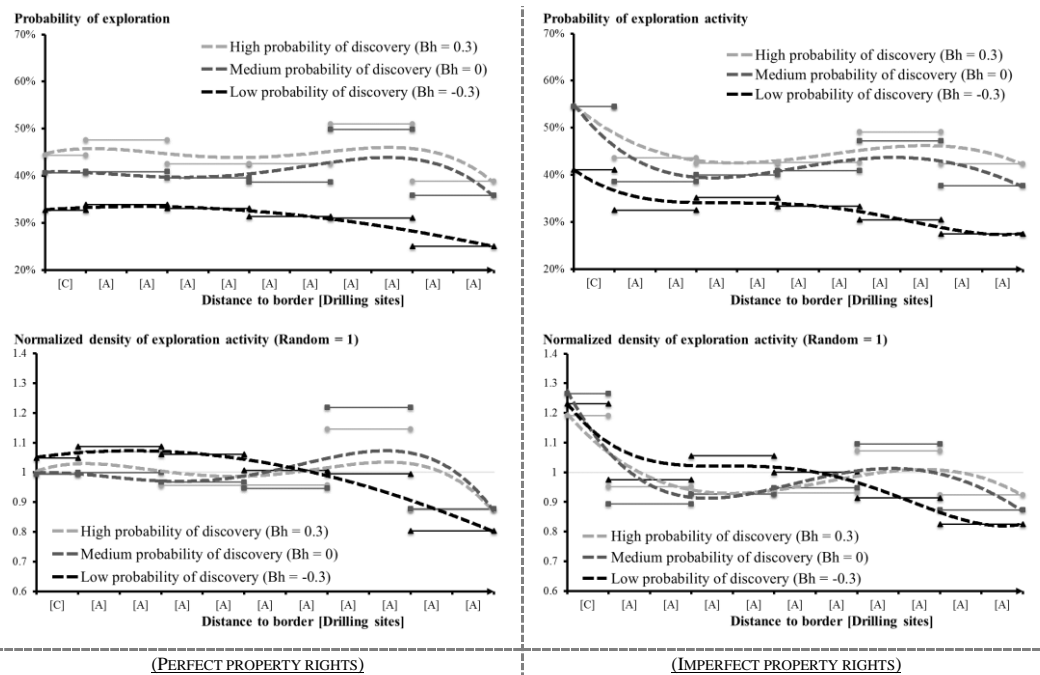 Probability of exploration
70%
60%
50%
40%
30%
20%
High probability of discovery (Bh = 0.3)
Medium probability of discovery (Bh = 0)
Low probability of discovery (Bh = -0.3)
[C] [A] [A] [A] [A] [A] [A] [A] [A] [A] [A]
Distance to border [Drilling sites]
Probability of exploration activity
70%
60%
50%
40%
30%
20%
High probability of discovery (Bh = 0.3)
Medium probability of discovery (Bh = 0)
Low probability of discovery (Bh = -0.3)
[C] [A] [A] [A] [A] [A] [A] [A] [A] [A] [A]
Distance to border [Drilling sites]
Normalized density of exploration activity (Random = 1)
1.4
1.3
1.2
1.1
1
0.9
0.8
0.7
0.6
High probability of discovery (Bh = 0.3)
Medium probability of discovery (Bh = 0)
Low probability of discovery (Bh = -0.3)
[C] [A] [A] [A] [A] [A] [A] [A] [A] [A] [A]
Distance to border [Drilling sites]
(PERFECT PROPERTY RIGHTS)
Normalized density of exploration activity (Random = 1)
1.4
1.3
1.2
1.1
1
0.9
0.8
0.7
0.6
High probability of discovery (Bh = 0.3)
Medium probability of discovery (Bh = 0)
Low probability of discovery (Bh = -0.3)
[C] [A] [A] [A] [A] [A] [A] [A] [A] [A] [A]
Distance to border [Drilling sites]
(IMPERFECT PROPERTY RIGHTS)